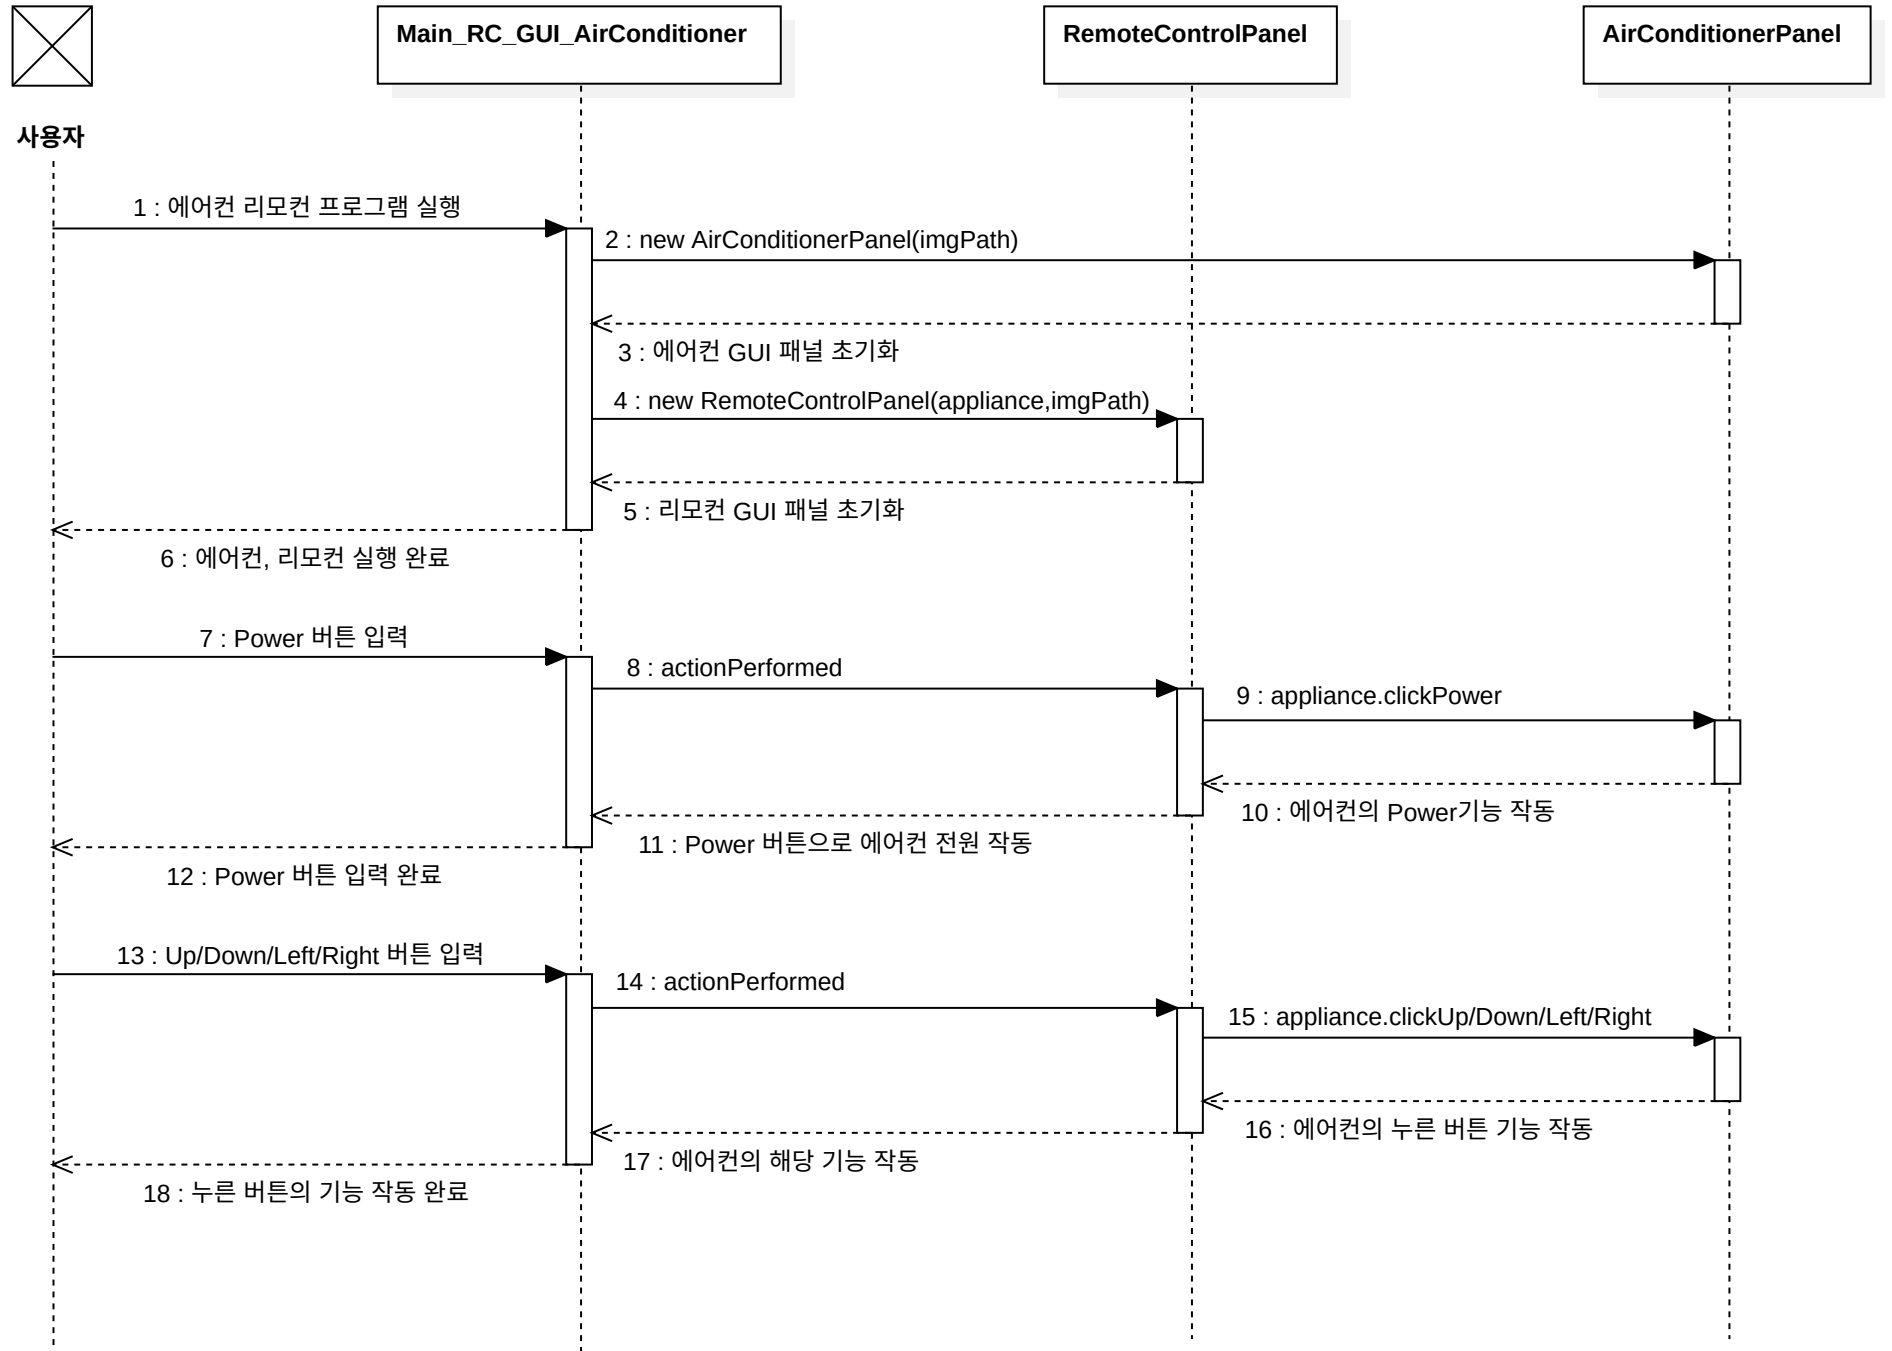 Main_RC_GUI_AirConditioner
RemoteControlPanel
AirConditionerPanel
사용자
1 : 에어컨 리모컨 프로그램 실행
2 : new AirConditionerPanel(imgPath)
3 : 에어컨 GUI 패널 초기화
4 : new RemoteControlPanel(appliance,imgPath)
5 : 리모컨 GUI 패널 초기화
6 : 에어컨, 리모컨 실행 완료
7 : Power 버튼 입력
8 : actionPerformed
9 : appliance.clickPower
10 : 에어컨의 Power기능 작동
11 : Power 버튼으로 에어컨 전원 작동
12 : Power 버튼 입력 완료
13 : Up/Down/Left/Right 버튼 입력
14 : actionPerformed
15 : appliance.clickUp/Down/Left/Right
16 : 에어컨의 누른 버튼 기능 작동
17 : 에어컨의 해당 기능 작동
18 : 누른 버튼의 기능 작동 완료